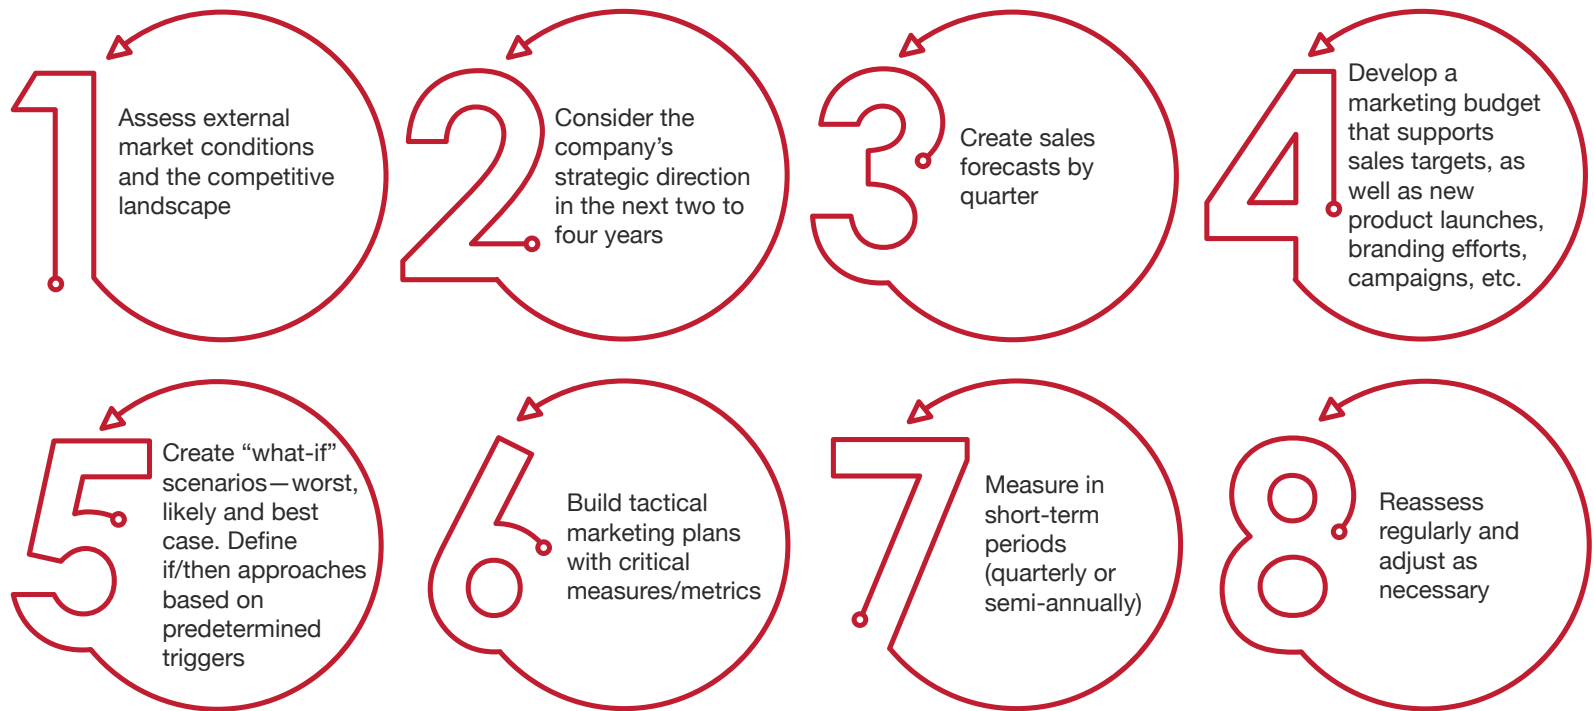 1
Assess external
market conditions
and the competitive
landscape
2
Consider the
company’s
strategic direction
in the next two to
four years
3
Create sales
forecasts by
quarter
4
Develop a
marketing budget
that supports
sales targets, as
well as new
product launches,
branding efforts,
campaigns, etc.
5
Create “what-if”
scenarios—worst,
likely and best
case. Define
if/then approaches
based on
predetermined
triggers
6
Build tactical
marketing plans
with critical
measures/metrics
7
Measure in
short-term
periods
(quarterly or
semi-annually)
8
Reassess
regularly and
adjust as
necessary